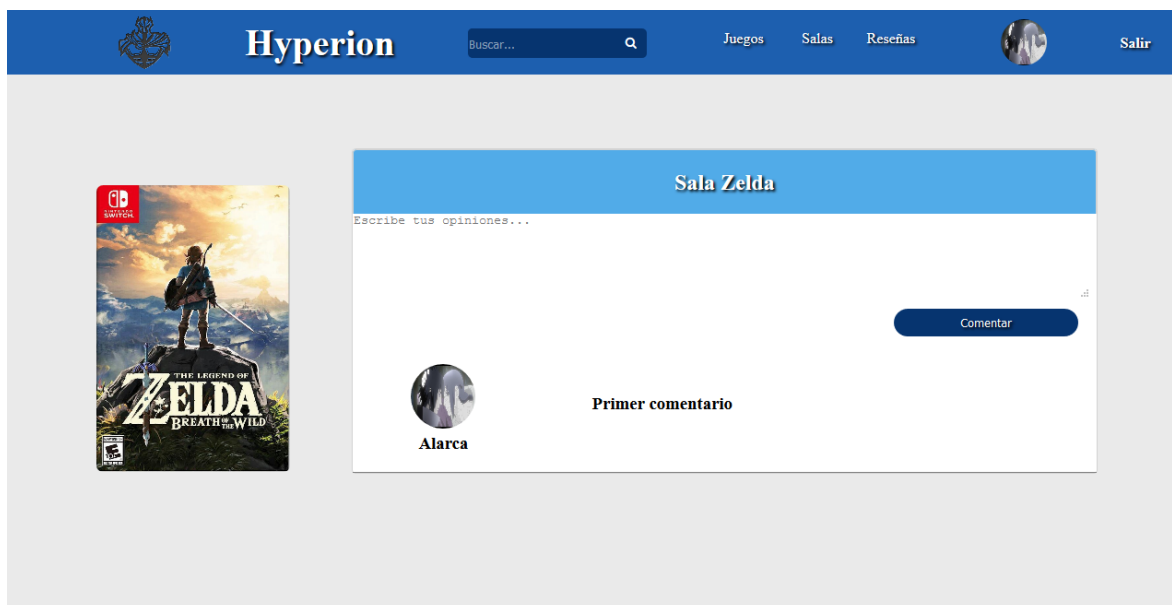 Hyperion
Buscar...
Juegos Salas Reseñas
Salir
Sala Zelda
Escribe tus opiniones...
Comentar
Primer comentario
Alarca
NINTENDO
SWITCH
THE LEGEND OF
ZELDA
BREATH OF THE WILD
E